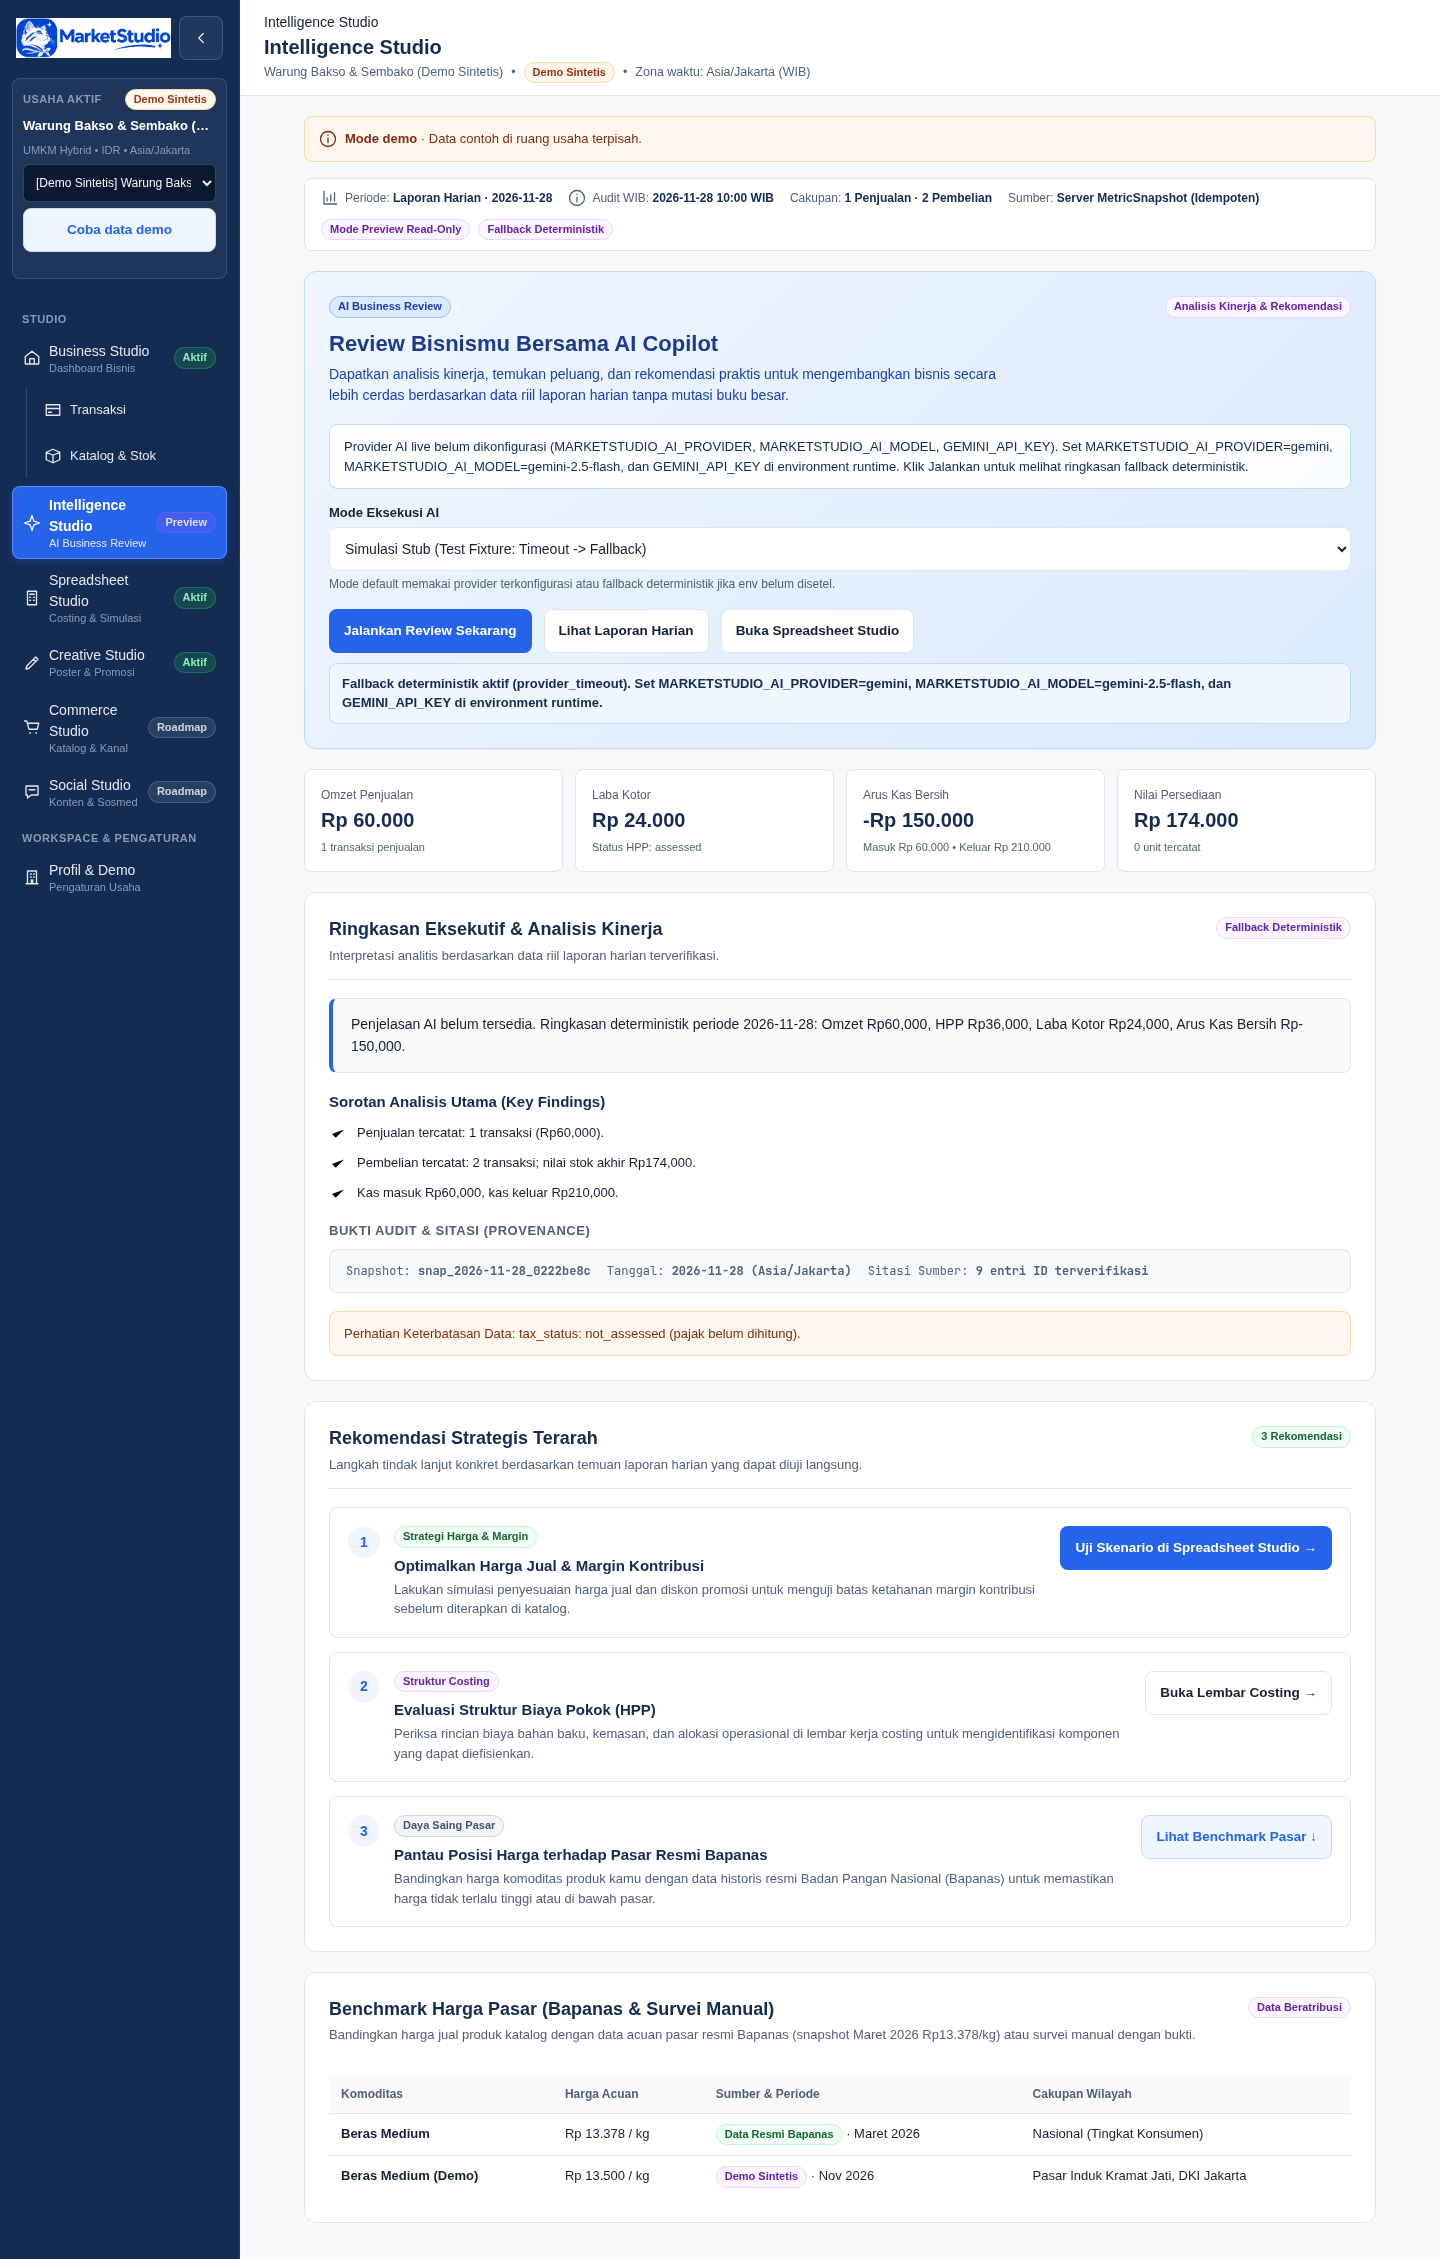 MarketStudio
USAHA AKTIF
Demo Sintetis
Warung Bakso & Sembako (...
UMKM Hybrid • IDR • Asia/Jakarta
[Demo Sintetis] Warung Baks
Coba data demo
STUDIO
Business Studio
Dashboard Bisnis
Aktif
Transaksi
Katalog & Stok
Intelligence
Studio
AI Business Review
Preview
Spreadsheet
Studio
Costing & Simulasi
Aktif
Creative Studio
Poster & Promosi
Aktif
Commerce
Studio
Katalog & Kanal
Roadmap
Social Studio
Konten & Sosmed
Roadmap
WORKSPACE & PENGATURAN
Profil & Demo
Pengaturan Usaha
Intelligence Studio
Intelligence Studio
Warung Bakso & Sembako (Demo Sintetis) • Demo Sintetis • Zona waktu: Asia/Jakarta (WIB)
Mode demo · Data contoh di ruang usaha terpisah.
Periode: Laporan Harian · 2026-11-28 Audit WIB: 2026-11-28 10:00 WIB Cakupan: 1 Penjualan · 2 Pembelian Sumber: Server MetricSnapshot (Idempoten)
Mode Preview Read-Only Fallback Deterministik
AI Business Review
Analisis Kinerja & Rekomendasi
Review Bisnismu Bersama AI Copilot
Dapatkan analisis kinerja, temukan peluang, dan rekomendasi praktis untuk mengembangkan bisnis secara
lebih cerdas berdasarkan data riil laporan harian tanpa mutasi buku besar.
Provider AI live belum dikonfigurasi (MARKETSTUDIO_AI_PROVIDER, MARKETSTUDIO_AI_MODEL, GEMINI_API_KEY). Set MARKETSTUDIO_AI_PROVIDER=gemini,
MARKETSTUDIO_AI_MODEL=gemini-2.5-flash, dan GEMINI_API_KEY di environment runtime. Klik Jalankan untuk melihat ringkasan fallback deterministik.
Mode Eksekusi AI
Simulasi Stub (Test Fixture: Timeout -> Fallback)
Mode default memakai provider terkonfigurasi atau fallback deterministik jika env belum disetel.
Jalankan Review Sekarang
Lihat Laporan Harian
Buka Spreadsheet Studio
Fallback deterministik aktif (provider_timeout). Set MARKETSTUDIO_AI_PROVIDER=gemini, MARKETSTUDIO_AI_MODEL=gemini-2.5-flash, dan
GEMINI_API_KEY di environment runtime.
Omzet Penjualan
Rp 60.000
1 transaksi penjualan
Laba Kotor
Rp 24.000
Status HPP: assessed
Arus Kas Bersih
-Rp 150.000
Masuk Rp 60.000 • Keluar Rp 210.000
Nilai Persediaan
Rp 174.000
0 unit tercatat
Ringkasan Eksekutif & Analisis Kinerja
Fallback Deterministik
Interpretasi analitis berdasarkan data riil laporan harian terverifikasi.
Penjelasan AI belum tersedia. Ringkasan deterministik periode 2026-11-28: Omzet Rp60,000, HPP Rp36,000, Laba Kotor Rp24,000, Arus Kas Bersih Rp-
150,000.
Sorotan Analisis Utama (Key Findings)
Penjualan tercatat: 1 transaksi (Rp60,000).
Pembelian tercatat: 2 transaksi; nilai stok akhir Rp174,000.
Kas masuk Rp60,000, kas keluar Rp210,000.
BUKTI AUDIT & SITASI (PROVENANCE)
Snapshot: snap_2026-11-28_0222be8c Tanggal: 2026-11-28 (Asia/Jakarta) Sitasi Sumber: 9 entri ID terverifikasi
Perhatian Keterbatasan Data: tax_status: not_assessed (pajak belum dihitung).
Rekomendasi Strategis Terarah
3 Rekomendasi
Langkah tindak lanjut konkret berdasarkan temuan laporan harian yang dapat diuji langsung.
1
Strategi Harga & Margin
Optimalkan Harga Jual & Margin Kontribusi
Lakukan simulasi penyesuaian harga jual dan diskon promosi untuk menguji batas ketahanan margin kontribusi
sebelum diterapkan di katalog.
Uji Skenario di Spreadsheet Studio →
2
Struktur Costing
Evaluasi Struktur Biaya Pokok (HPP)
Periksa rincian biaya bahan baku, kemasan, dan alokasi operasional di lembar kerja costing untuk mengidentifikasi komponen
yang dapat diefisienkan.
Buka Lembar Costing →
3
Daya Saing Pasar
Pantau Posisi Harga terhadap Pasar Resmi Bapanas
Bandingkan harga komoditas produk kamu dengan data historis resmi Badan Pangan Nasional (Bapanas) untuk memastikan
harga tidak terlalu tinggi atau di bawah pasar.
Lihat Benchmark Pasar ↓
Benchmark Harga Pasar (Bapanas & Survei Manual)
Data Beratribusi
Bandingkan harga jual produk katalog dengan data acuan pasar resmi Bapanas (snapshot Maret 2026 Rp13.378/kg) atau survei manual dengan bukti.
Komoditas Harga Acuan Sumber & Periode Cakupan Wilayah
Beras Medium Rp 13.378 / kg Data Resmi Bapanas · Maret 2026 Nasional (Tingkat Konsumen)
Beras Medium (Demo) Rp 13.500 / kg Demo Sintetis · Nov 2026 Pasar Induk Kramat Jati, DKI Jakarta